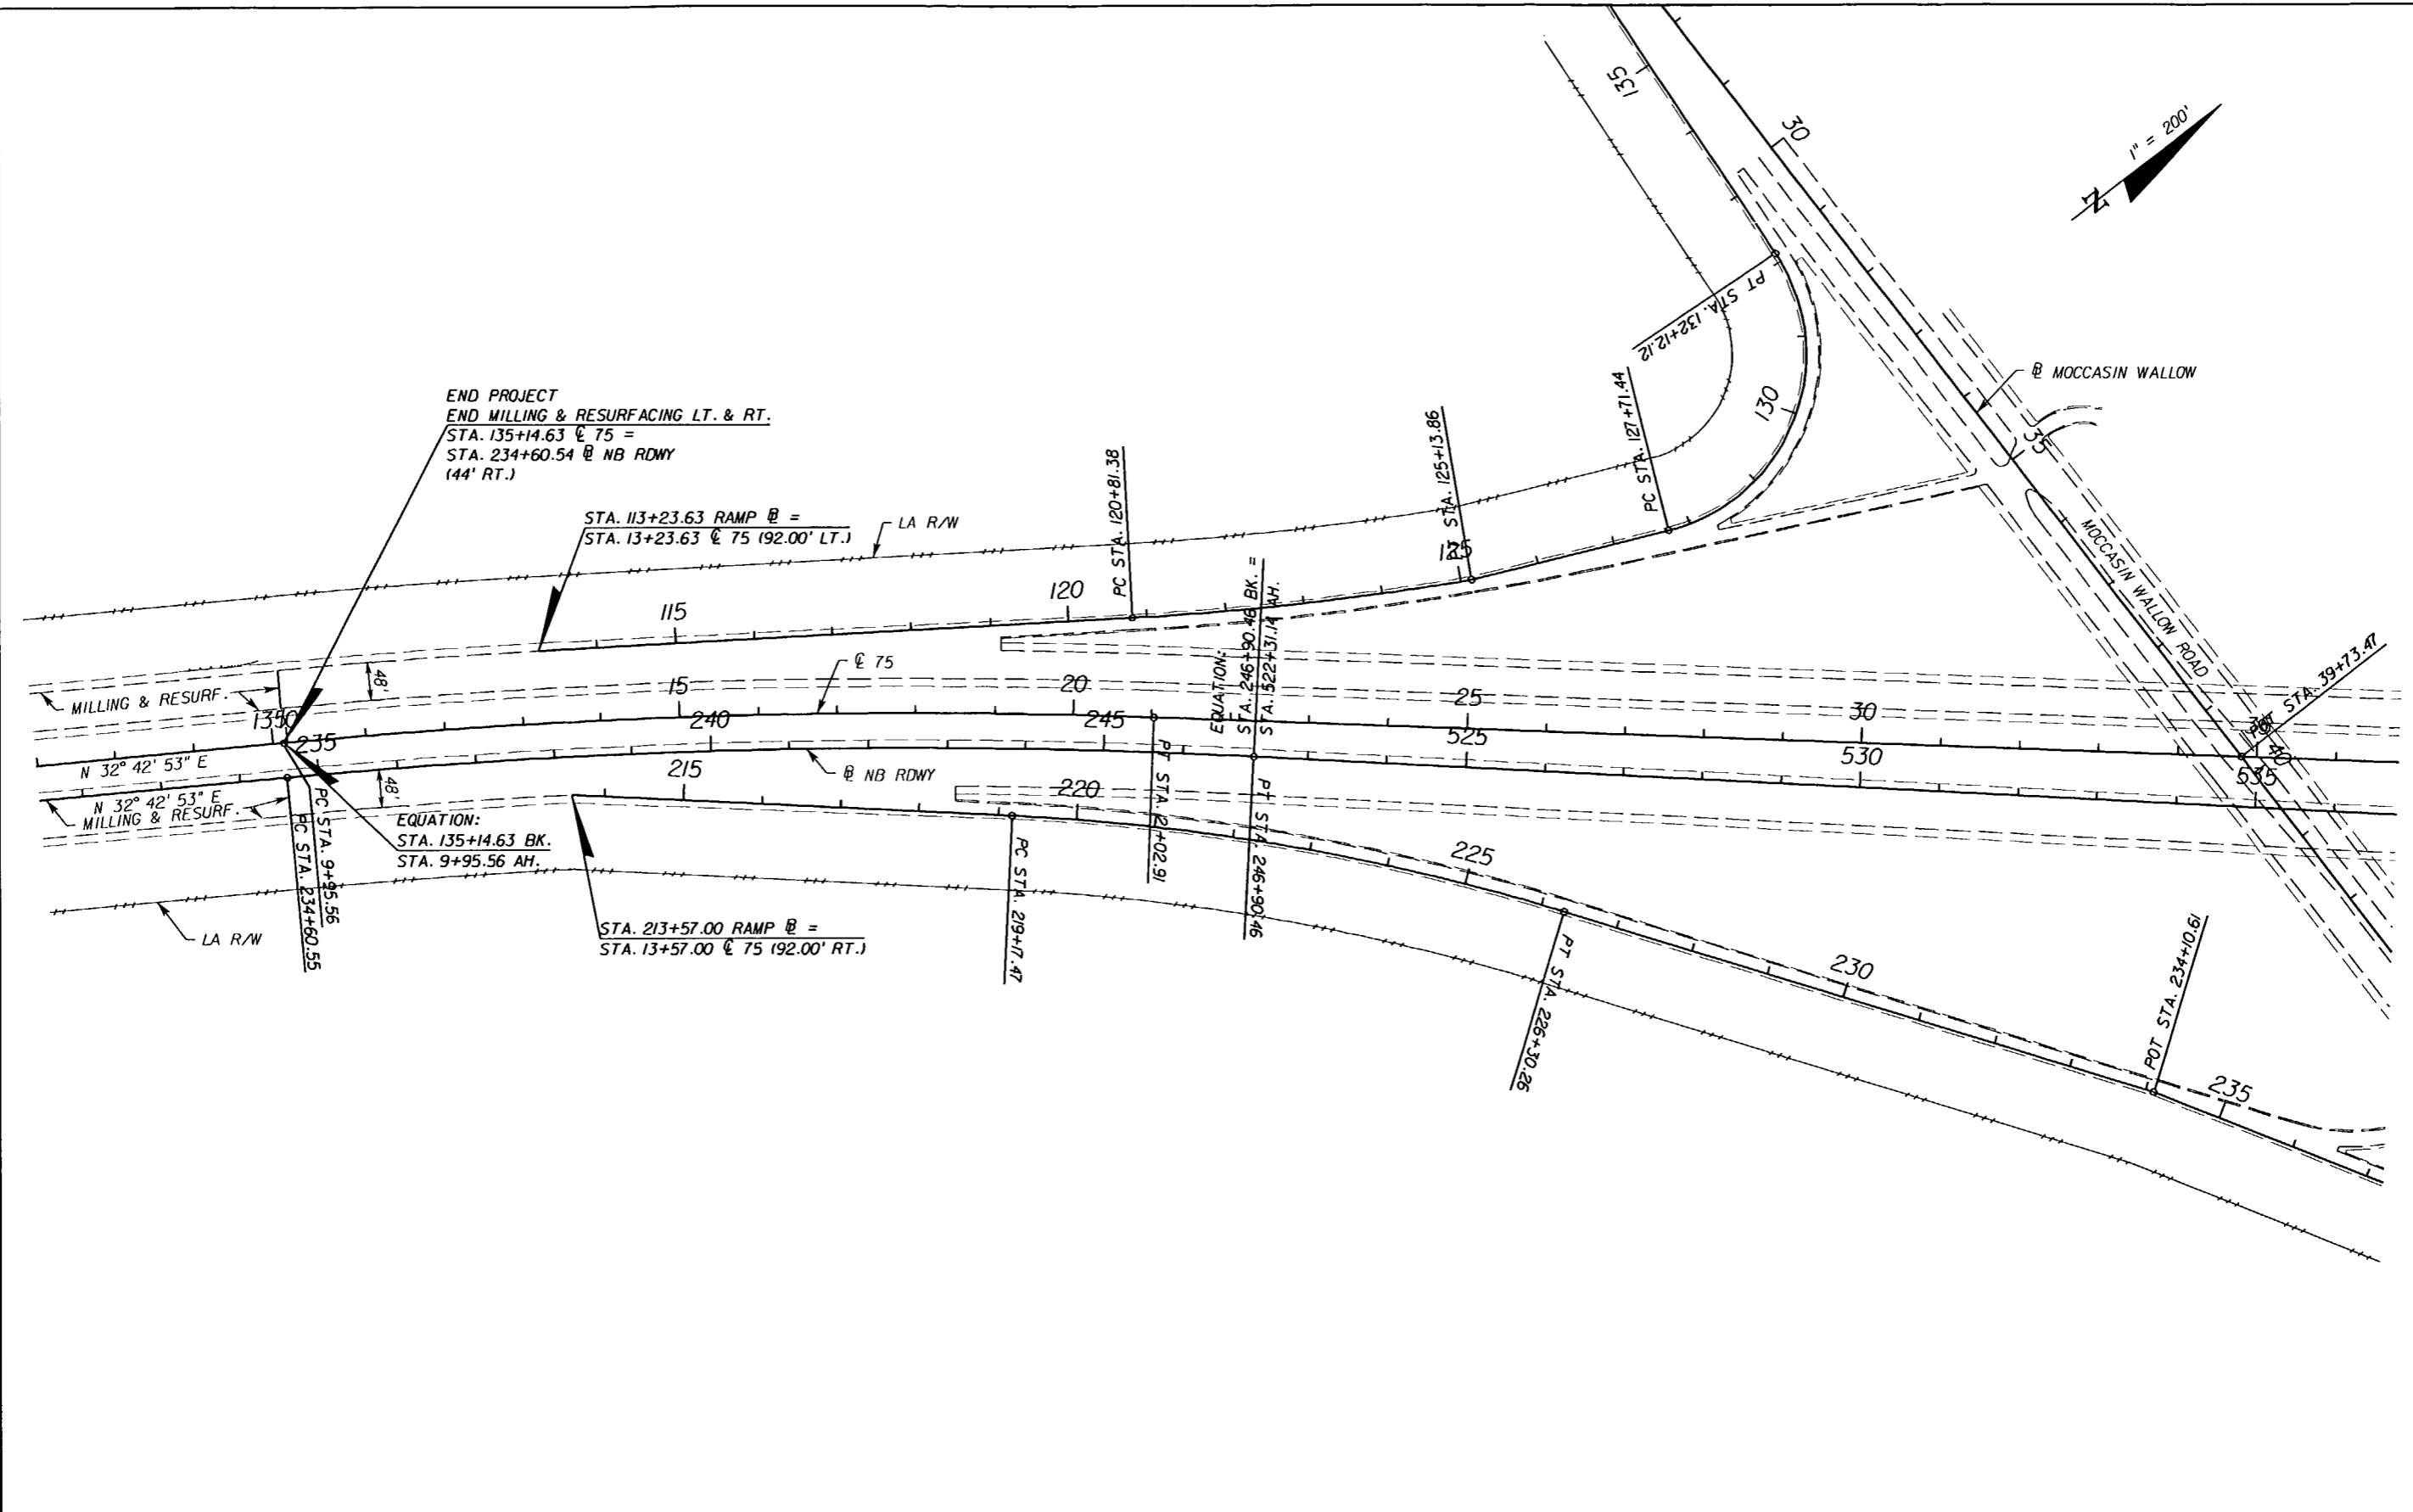 135
30
1" = 200'
N
PT STA. 132+12.12
END PROJECT
END MILLING & RESURFACING LT. & RT.
STA. 135+14.63 ℄ 75 =
STA. 234+60.54 ⅊ NB RDWY
(44' RT.)
130
⅊ MOCCASIN WALLOW
35
PC STA. 127+71.44
PT STA. 125+13.86
125
PC STA. 120+81.38
120
STA. 113+23.63 RAMP ⅊ =
STA. 13+23.63 ℄ 75 (92.00' LT.)
LA R/W
115
EQUATION:
STA. 246+90.46 BK. =
STA. 522+31.14 AH.
MOCCASIN WALLOW ROAD
STA. 39+73.47
℄ 75
48'
MILLING & RESURF.
15
20
25
30
135
235
240
245
525
530
535
40
N 32° 42' 53" E
N 32° 42' 53" E
MILLING & RESURF.
48'
⅊ NB RDWY
215
220
PC STA. 9+95.56
PC STA. 234+60.55
EQUATION:
STA. 135+14.63 BK.
STA. 9+95.56 AH.
PT STA. 21+02.91
PT STA. 246+90.46
PC STA. 219+17.47
225
LA R/W
STA. 213+57.00 RAMP ⅊ =
STA. 13+57.00 ℄ 75 (92.00' RT.)
PT STA. 226+30.26
230
POT STA. 234+10.61
235